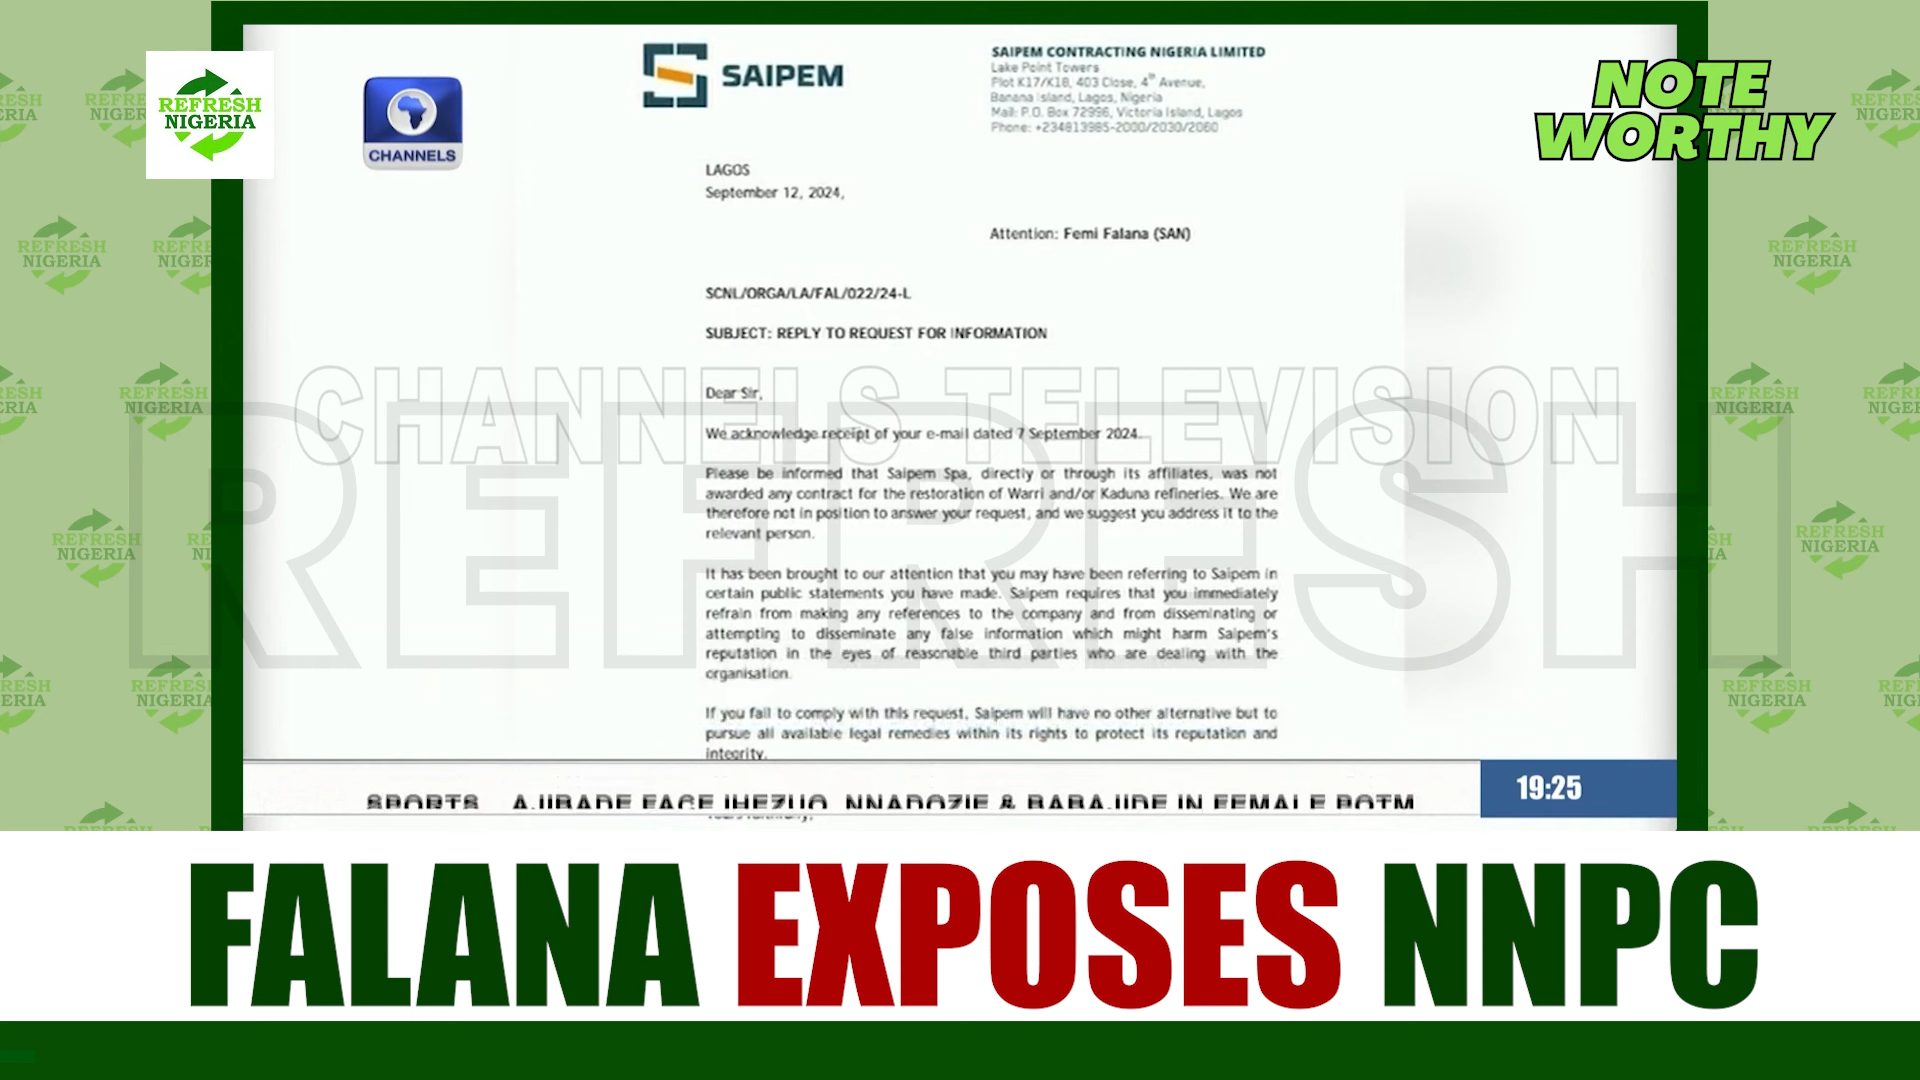 REFRESH
NIGERIA
CHANNELS
SAIPEM
SAIPEM CONTRACTING NIGERIA LIMITED
Lake Point Towers
Plot K17/K18, 403 Close, 4th Avenue,
Banana Island, Lagos, Nigeria
Mail: P.O. Box 72996, Victoria Island, Lagos
Phone: +234813985-2000/2030/2060
NOTE
WORTHY
LAGOS
September 12, 2024,
Attention: Femi Falana (SAN)
SCNL/ORGA/LA/FAL/022/24-L
SUBJECT: REPLY TO REQUEST FOR INFORMATION
Dear Sir,
We acknowledge receipt of your e-mail dated 7 September 2024.
Please be informed that Saipem Spa, directly or through its affiliates, was not
awarded any contract for the restoration of Warri and/or Kaduna refineries. We are
therefore not in position to answer your request, and we suggest you address it to the
relevant person.
It has been brought to our attention that you may have been referring to Saipem in
certain public statements you have made. Saipem requires that you immediately
refrain from making any references to the company and from disseminating or
attempting to disseminate any false information which might harm Saipem's
reputation in the eyes of reasonable third parties who are dealing with the
organisation.
If you fail to comply with this request, Saipem will have no other alternative but to
pursue all available legal remedies within its rights to protect its reputation and
integrity.
CHANNELS TELEVISION
REFRESH
SPORTS AJIBADE FACE IHEZUO, NNADOZIE & BABAJIDE IN FEMALE POTM
19:25
FALANA EXPOSES NNPC